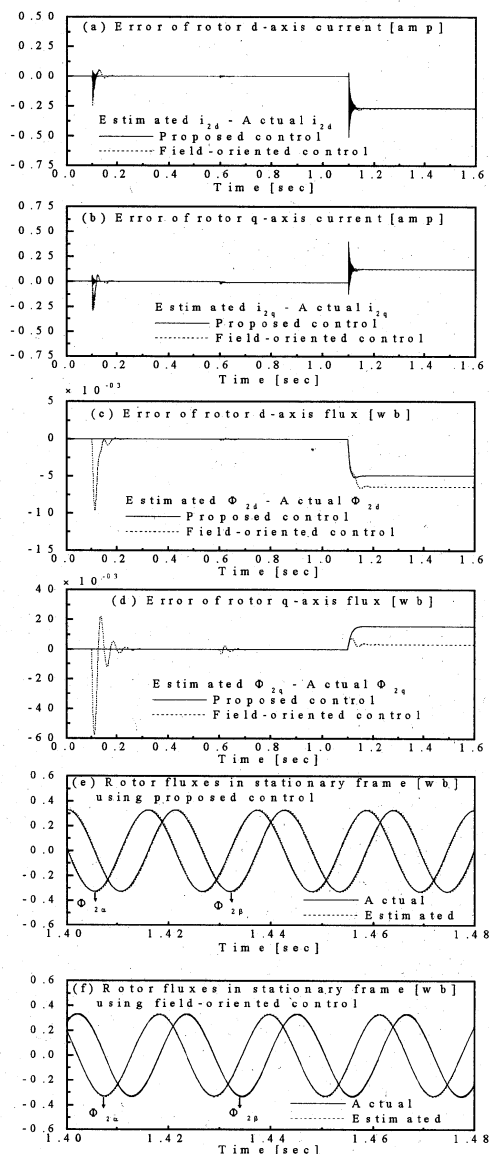 0.50
(a) Error of rotor d-axis current [amp]
0.25
0.00
-0.25
Estimated i2d - Actual i2d
-0.50
Proposed control
Field-oriented control
-0.75
0.0 0.2 0.4 0.6 0.8 1.0 1.2 1.4 1.6
Time [sec]
0.75
(b) Error of rotor q-axis current [amp]
0.50
0.25
0.00
-0.25
Estimated i2q - Actual i2q
Proposed control
-0.50
Field-oriented control
-0.75
0.0 0.2 0.4 0.6 0.8 1.0 1.2 1.4 1.6
Time [sec]
× 10 -03
5
(c) Error of rotor d-axis flux [wb]
0
-5
Estimated Φ2d - Actual Φ2d
-10
Proposed control
Field-oriented control
-15
0.0 0.2 0.4 0.6 0.8 1.0 1.2 1.4 1.6
Time [sec]
× 10 -03
40
(d) Error of rotor q-axis flux [wb]
20
0
-20
Estimated Φ2q - Actual Φ2q
Proposed control
-40
Field-oriented control
-60
0.0 0.2 0.4 0.6 0.8 1.0 1.2 1.4 1.6
Time [sec]
0.6
(e) Rotor fluxes in stationary frame [wb]
using proposed control
0.4
0.2
0.0
-0.2
-0.4
Φ2α Φ2β
Actual
Estimated
-0.6
1.40 1.42 1.44 1.46 1.48
Time [sec]
0.6
(f) Rotor fluxes in stationary frame [wb]
using field-oriented control
0.4
0.2
0.0
-0.2
-0.4
Φ2α Φ2β
Actual
Estimated
-0.6
1.40 1.42 1.44 1.46 1.48
Time [sec]